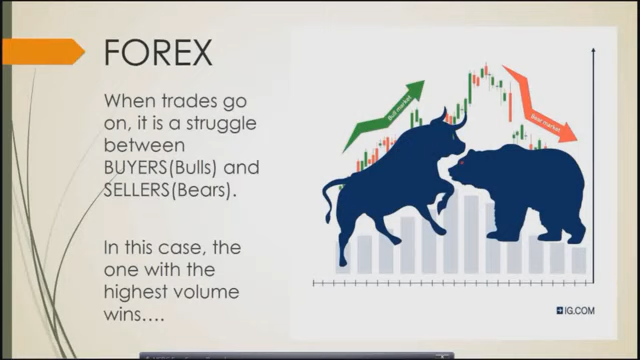 FOREX
When trades go
on, it is a struggle
between
BUYERS(Bulls) and
SELLERS(Bears).
In this case, the
one with the
highest volume
wins....
Bull market
Bear market
IG.COM